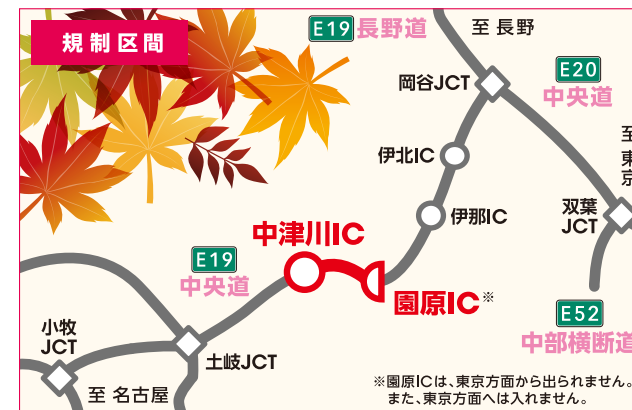 規制区間
E19 長野道
至 長野
岡谷JCT
E20
中央道
至 東京
伊北IC
伊那IC
双葉
JCT
中津川IC
E19
中央道
園原IC※
E52
中部横断道
小牧
JCT
土岐JCT
至 名古屋
※園原ICは、東京方面から出られません。
また、東京方面へは入れません。